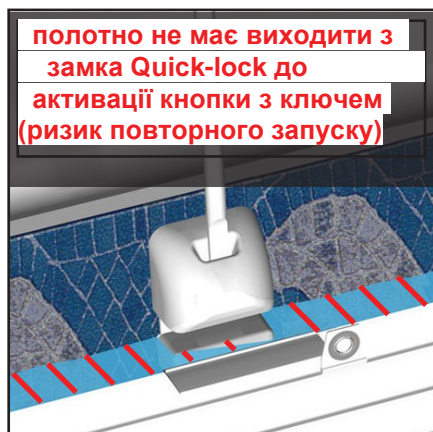 полотно не має виходити з
замка Quick-lock до
активації кнопки з ключем
(ризик повторного запуску)